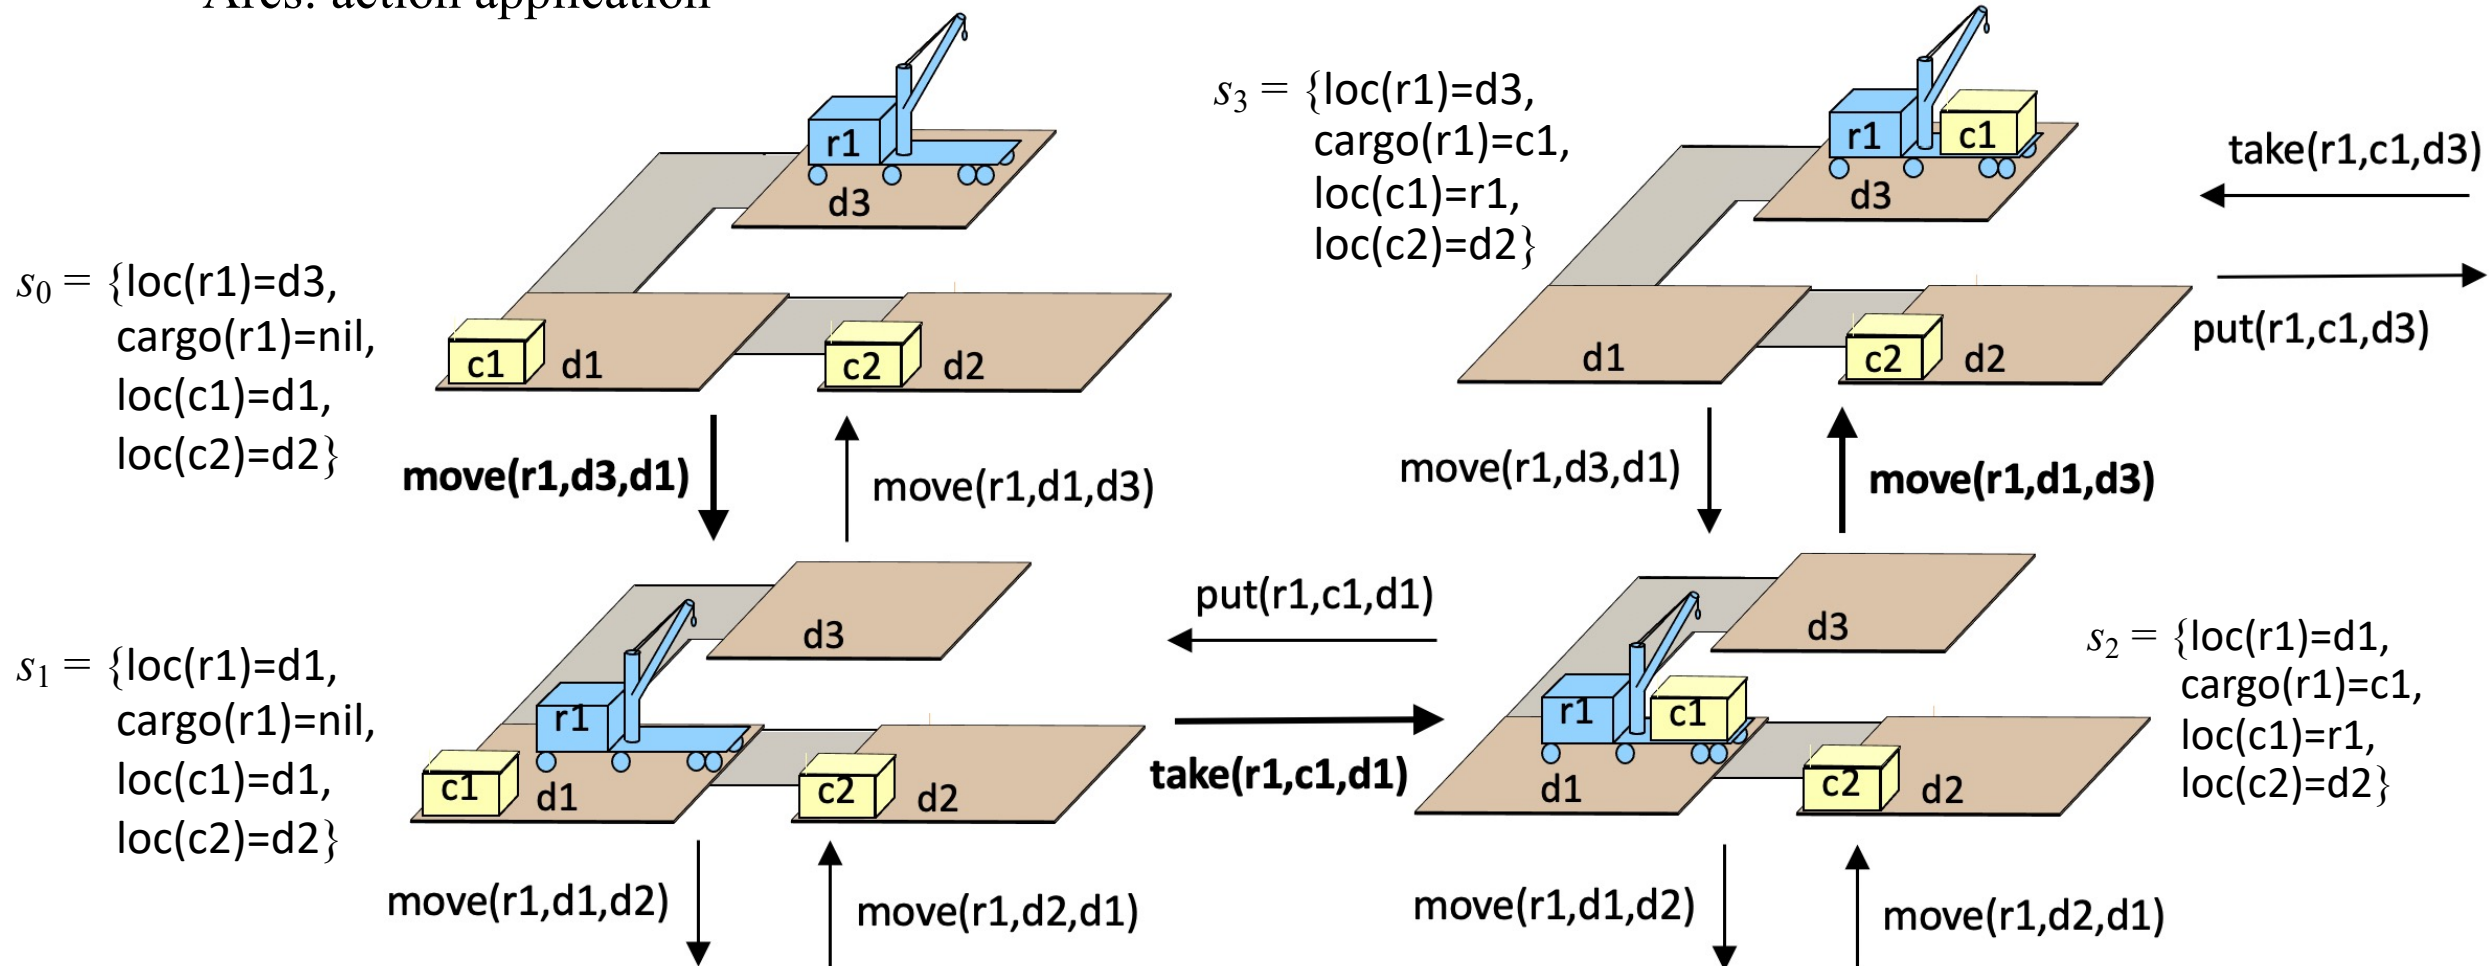 Arcs: action application
s0 = {loc(r1)=d3,
cargo(r1)=nil,
loc(c1)=d1,
loc(c2)=d2}
r1
d3
c1
d1
c2
d2
s3 = {loc(r1)=d3,
cargo(r1)=c1,
loc(c1)=r1,
loc(c2)=d2}
r1
c1
d3
d1
c2
d2
take(r1,c1,d3)
put(r1,c1,d3)
move(r1,d3,d1)
move(r1,d1,d3)
move(r1,d3,d1)
move(r1,d1,d3)
s1 = {loc(r1)=d1,
cargo(r1)=nil,
loc(c1)=d1,
loc(c2)=d2}
d3
r1
c1
d1
c2
d2
put(r1,c1,d1)
take(r1,c1,d1)
d3
r1
c1
d1
c2
d2
s2 = {loc(r1)=d1,
cargo(r1)=c1,
loc(c1)=r1,
loc(c2)=d2}
move(r1,d1,d2)
move(r1,d2,d1)
move(r1,d1,d2)
move(r1,d2,d1)